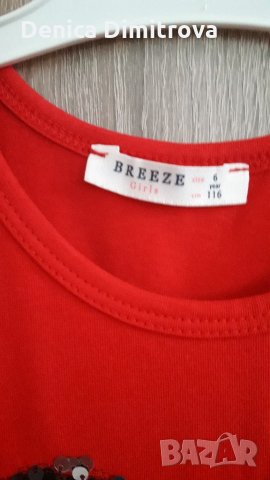 Denica Dimitrova
BREEZE
Girls
size 6
year
cm 116
BAZAR